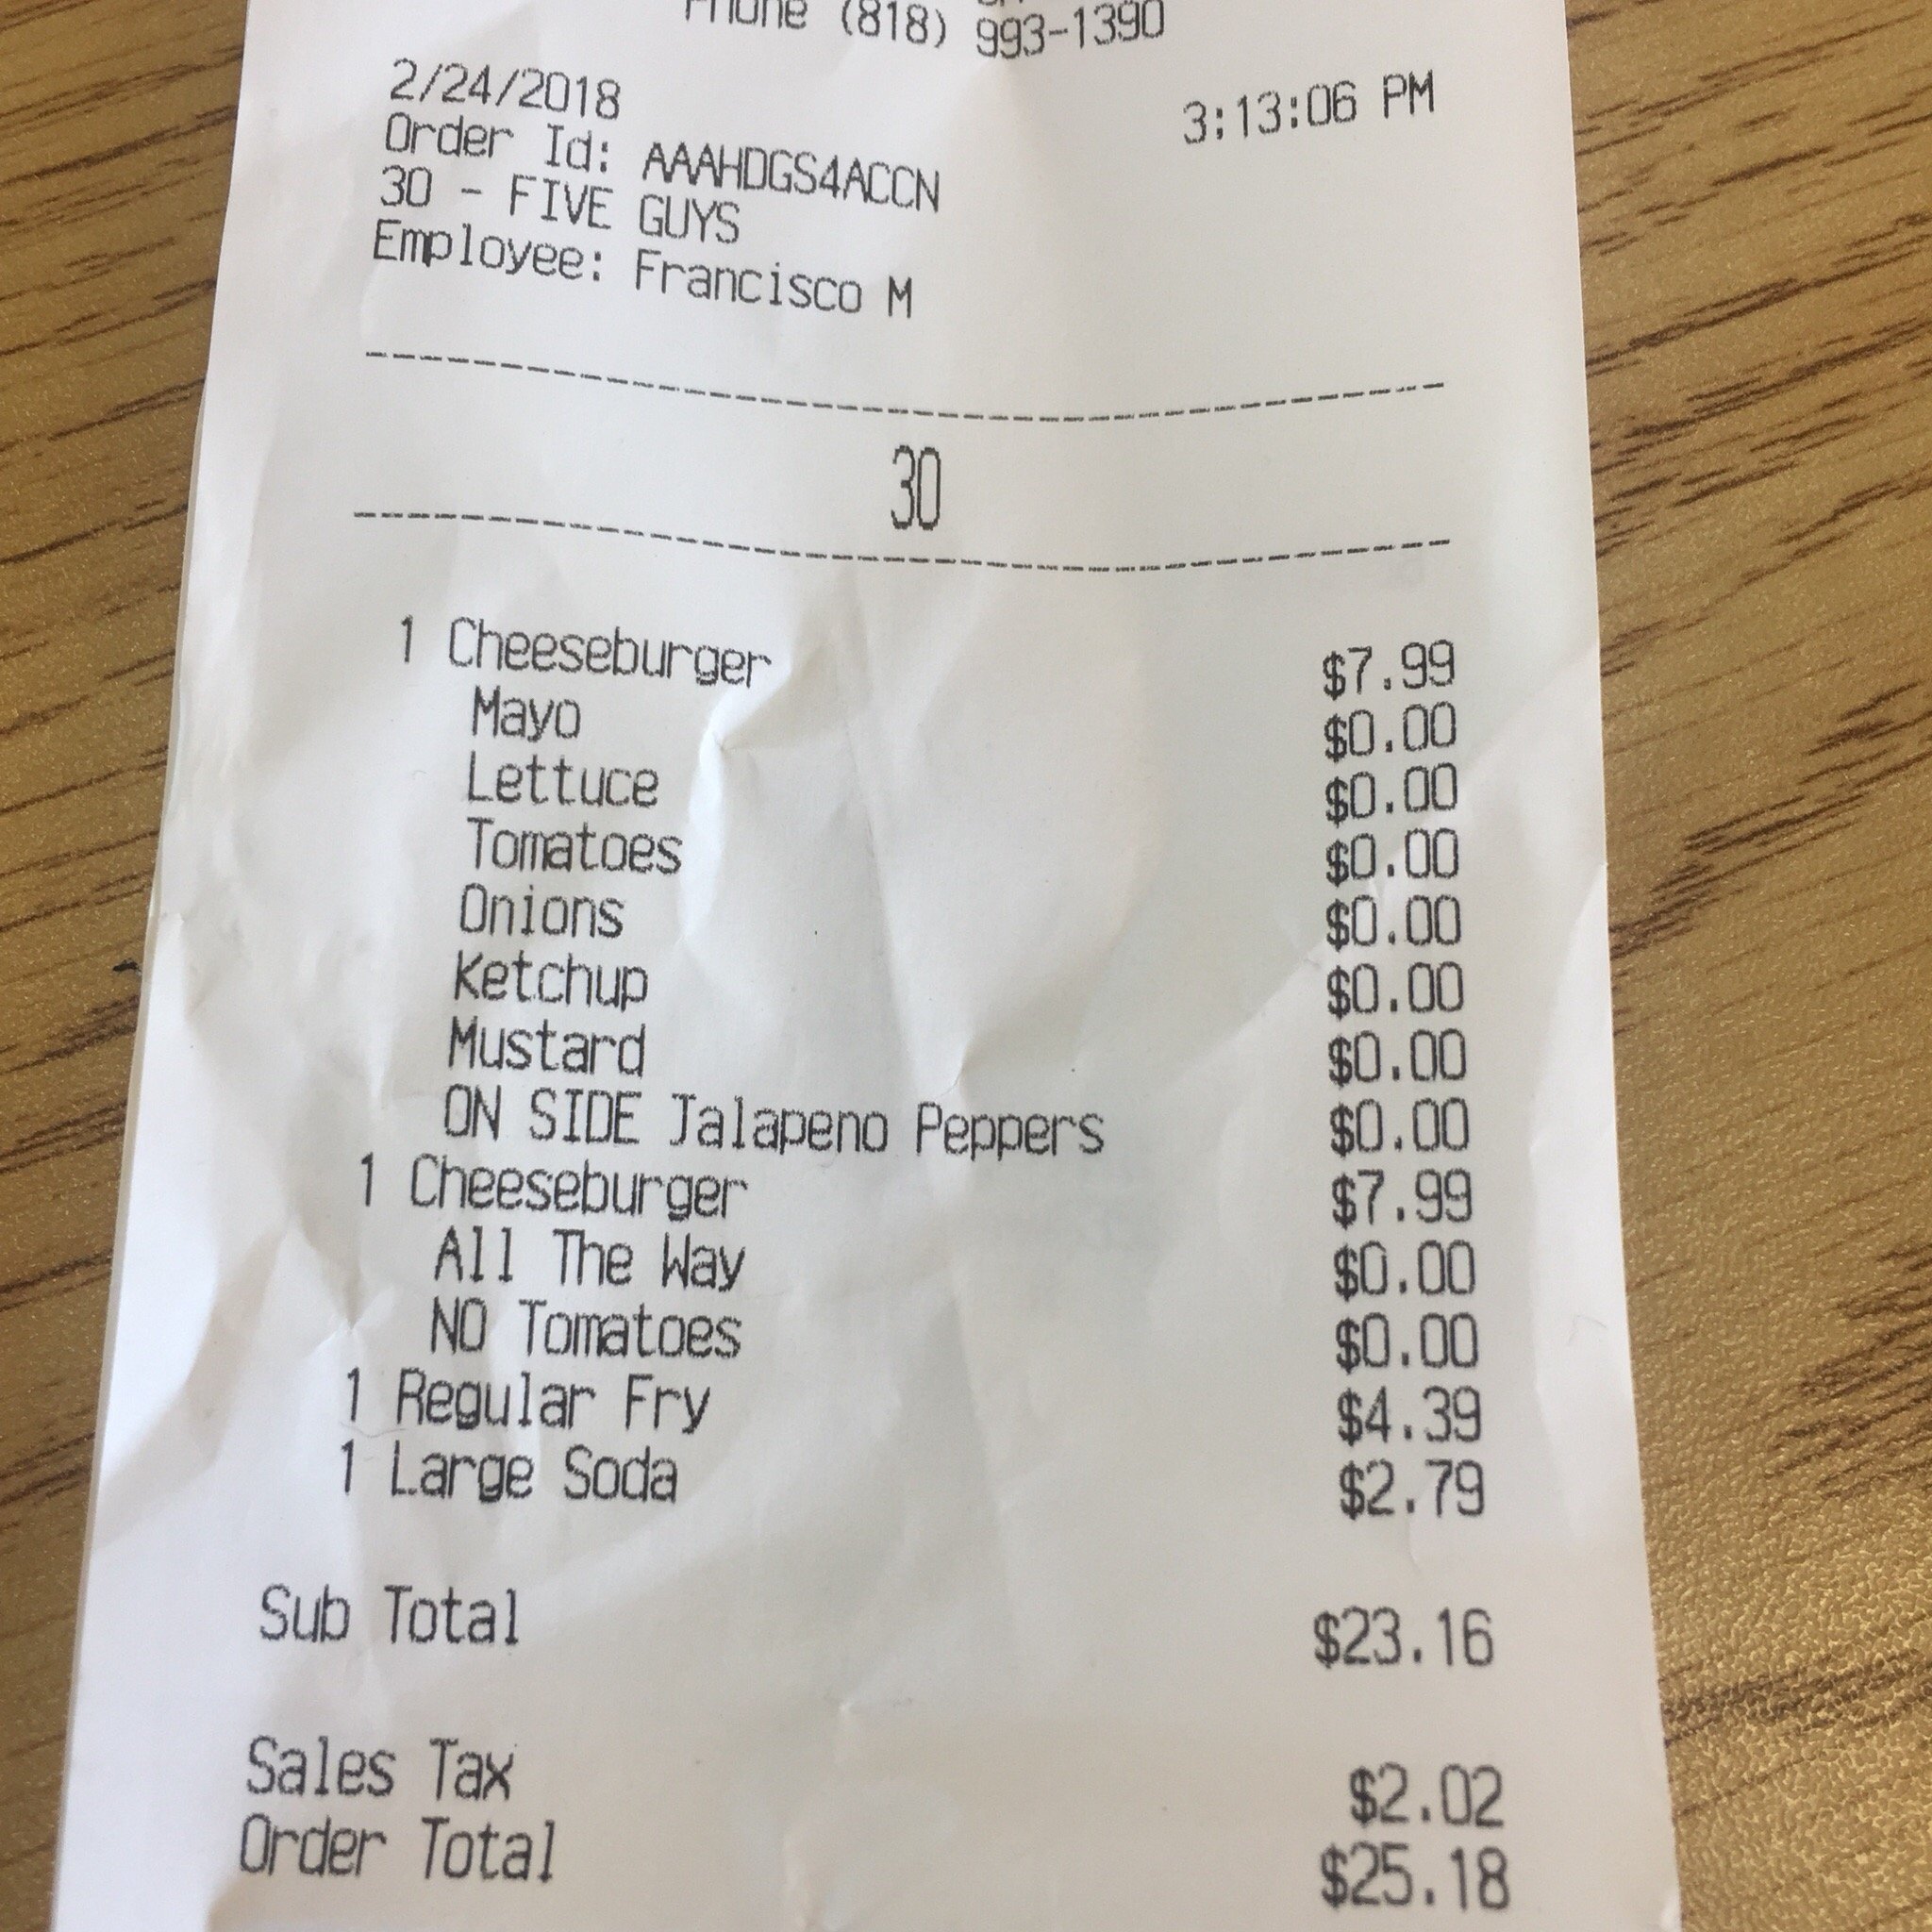 Phone (818) 993-1390
2/24/2018 3:13:06 PM
Order Id: AAAHDGS4ACCN
30 - FIVE GUYS
Employee: Francisco M
30
1 Cheeseburger $7.99
Mayo $0.00
Lettuce $0.00
Tomatoes $0.00
Onions $0.00
Ketchup $0.00
Mustard $0.00
ON SIDE Jalapeno Peppers $0.00
1 Cheeseburger $7.99
All The Way $0.00
NO Tomatoes $0.00
1 Regular Fry $4.39
1 Large Soda $2.79
Sub Total $23.16
Sales Tax $2.02
Order Total $25.18